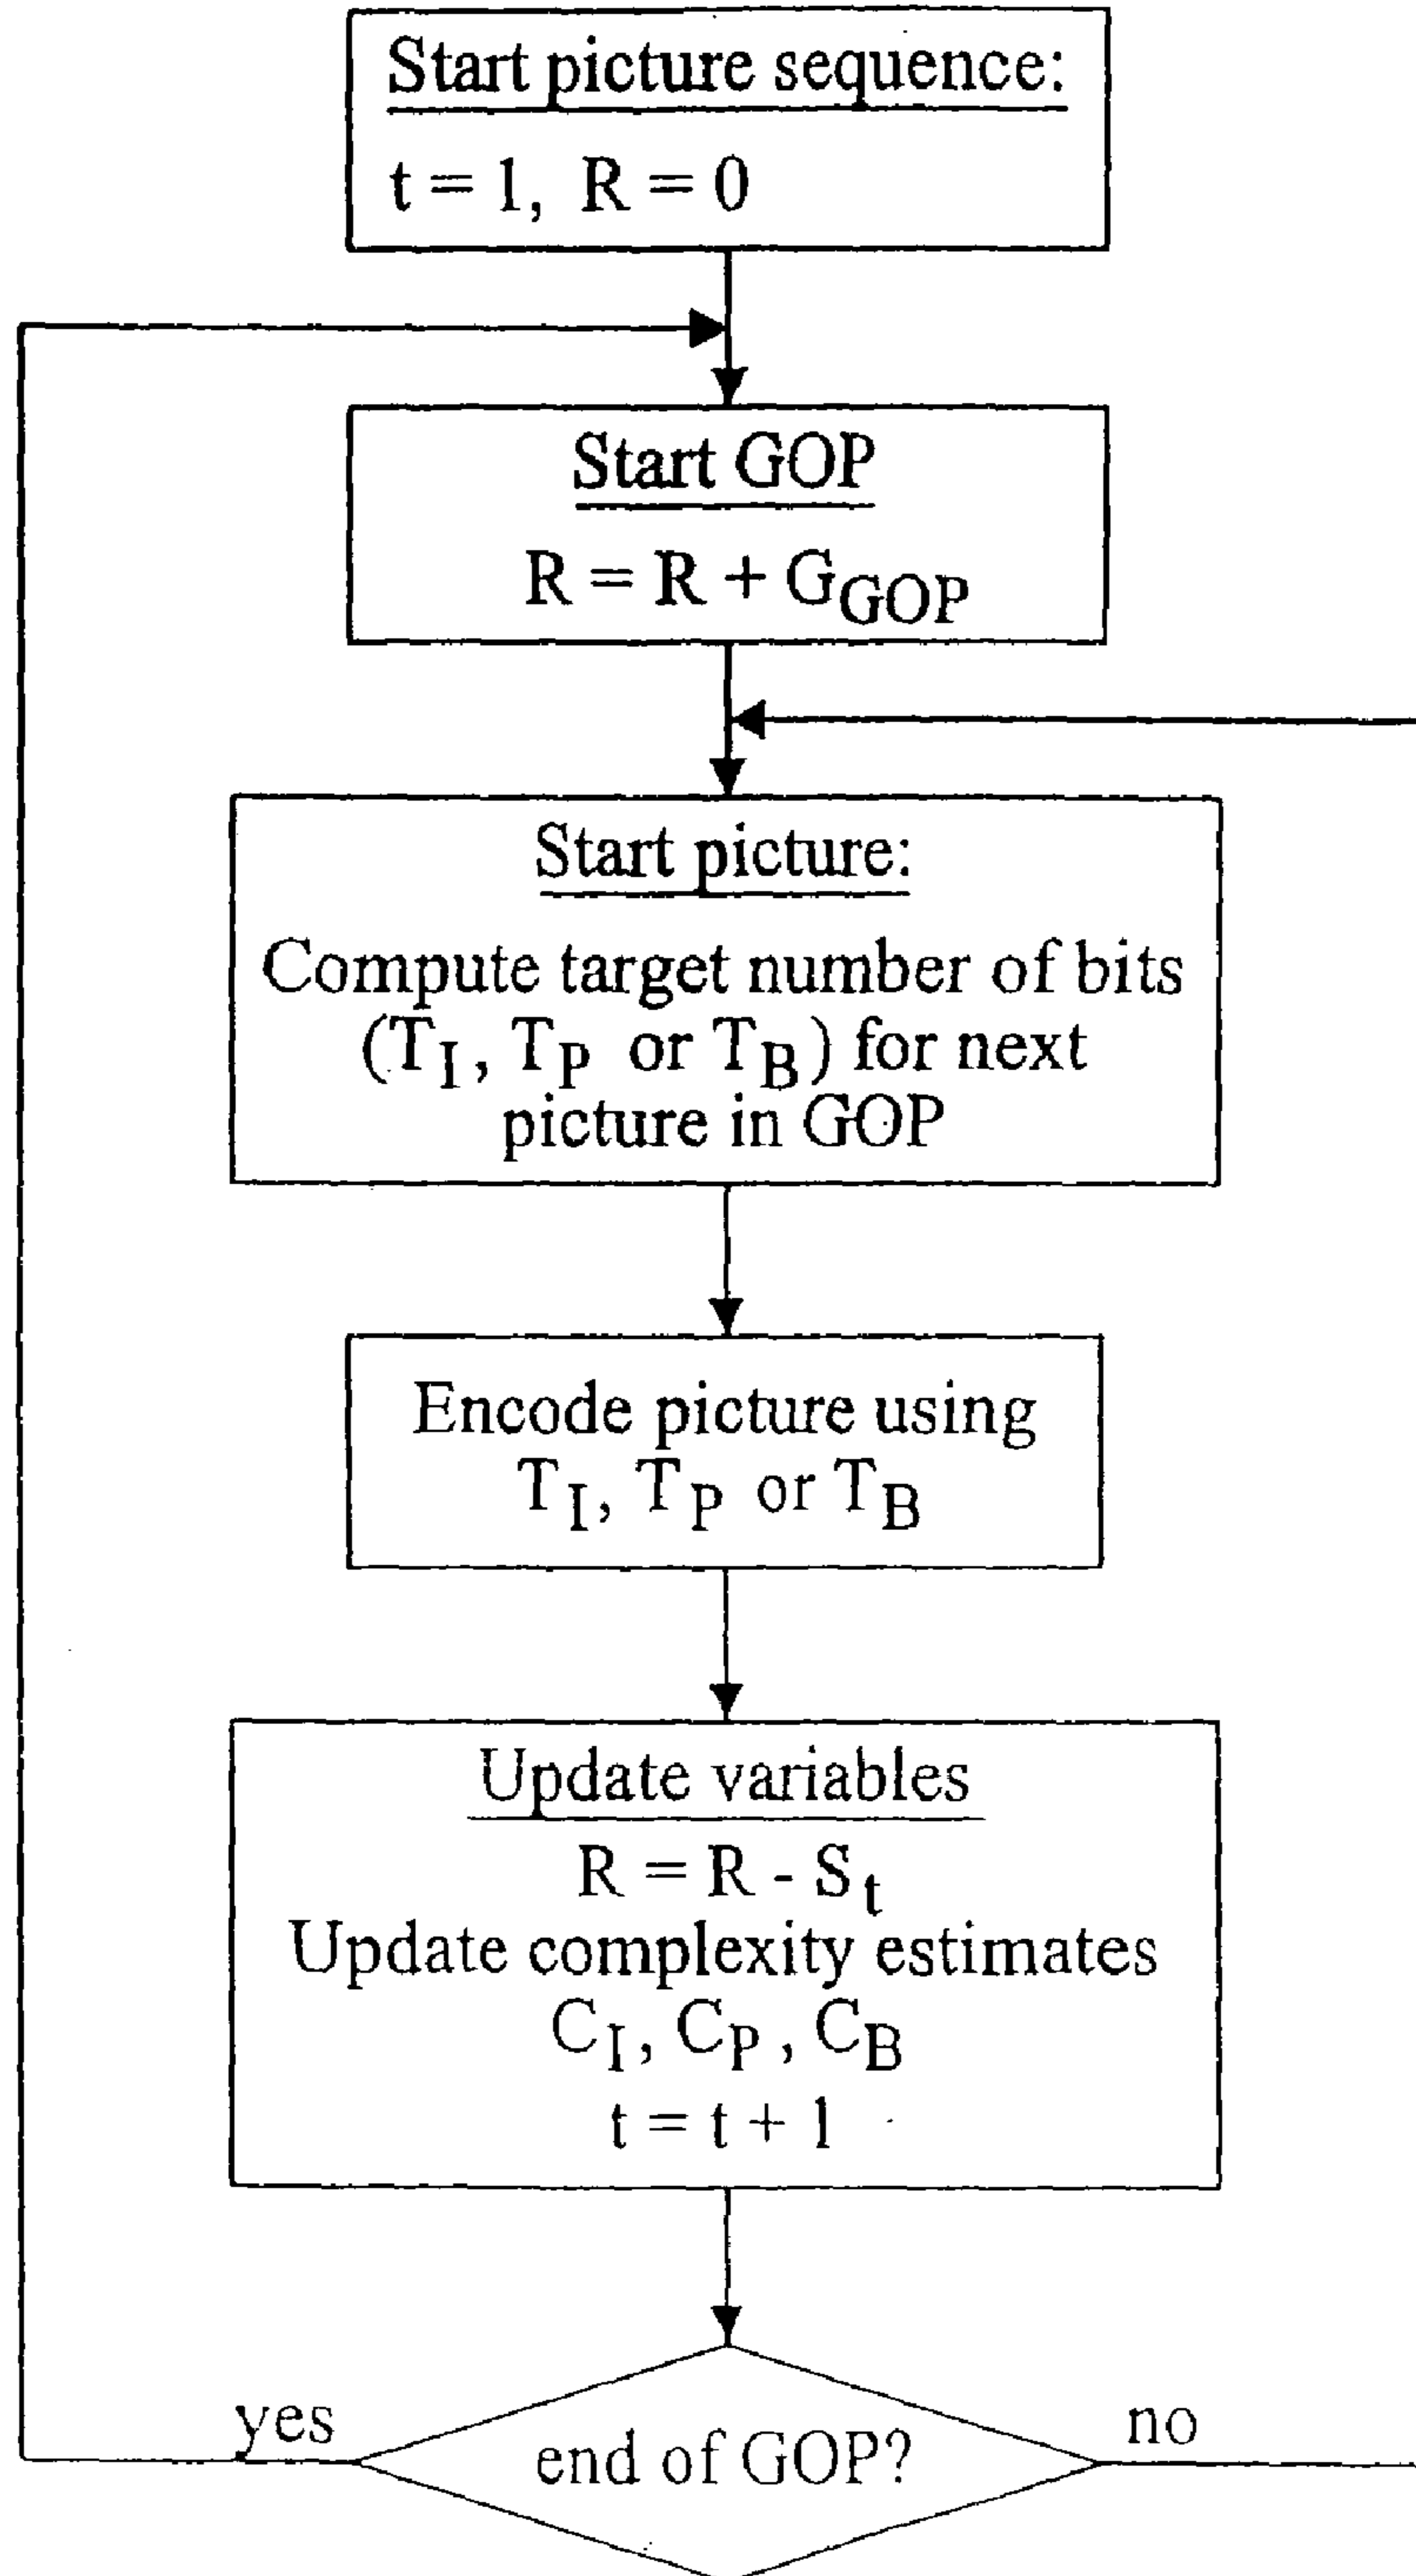 Start picture sequence:
t = 1, R = 0
Start GOP
R = R + G_GOP
Start picture:
Compute target number of bits
(T_I, T_P or T_B) for next
picture in GOP
Encode picture using
T_I, T_P or T_B
Update variables
R = R - S_t
Update complexity estimates
C_I, C_P, C_B
t = t + 1
yes
end of GOP?
no